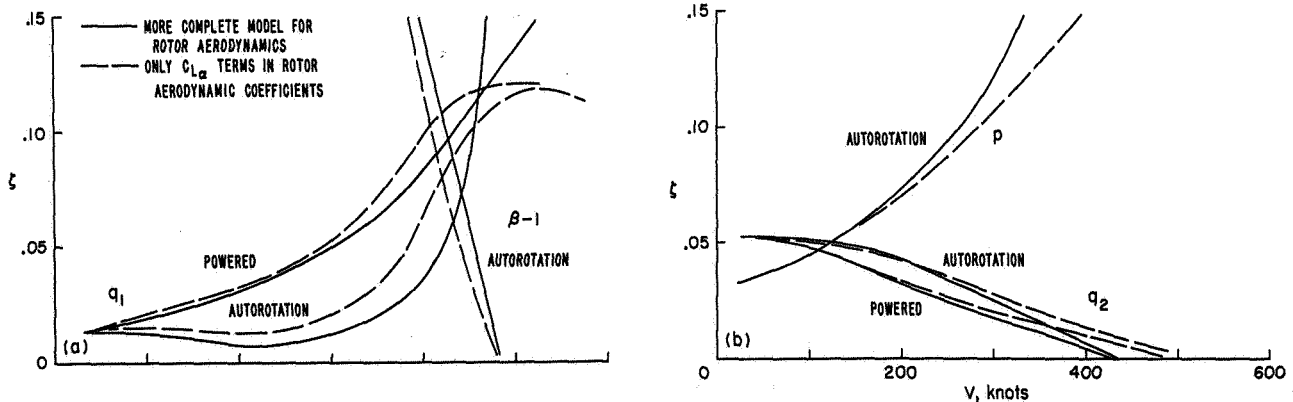 .15
MORE COMPLETE MODEL FOR
ROTOR AERODYNAMICS
ONLY CLα TERMS IN ROTOR
AERODYNAMIC COEFFICIENTS
.10
ζ
.05
0
(a)
q1
POWERED
AUTOROTATION
β-1
AUTOROTATION
.15
.10
ζ
.05
0
(b)
AUTOROTATION
p
AUTOROTATION
POWERED
q2
0 200 400 600
V, knots